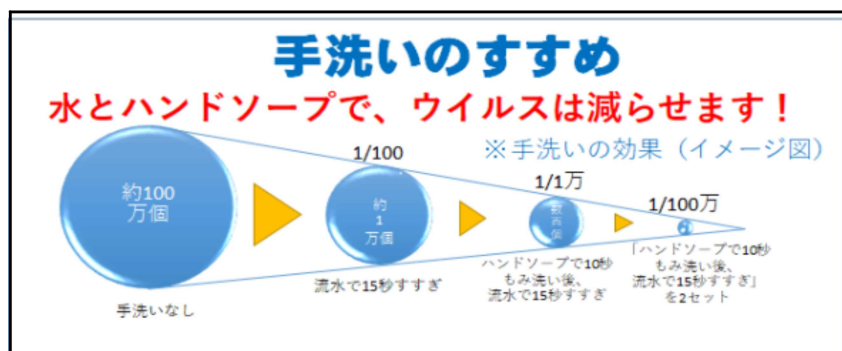 手洗いのすすめ
水とハンドソープで、ウイルスは減らせます！
※手洗いの効果（イメージ図）
約100
万個
手洗いなし
1/100
約
1
万個
流水で15秒すすぎ
1/1万
数百個
ハンドソープで10秒
もみ洗い後、
流水で15秒すすぎ
1/100万
「ハンドソープで10秒
もみ洗い後、
流水で15秒すすぎ」
を2セット